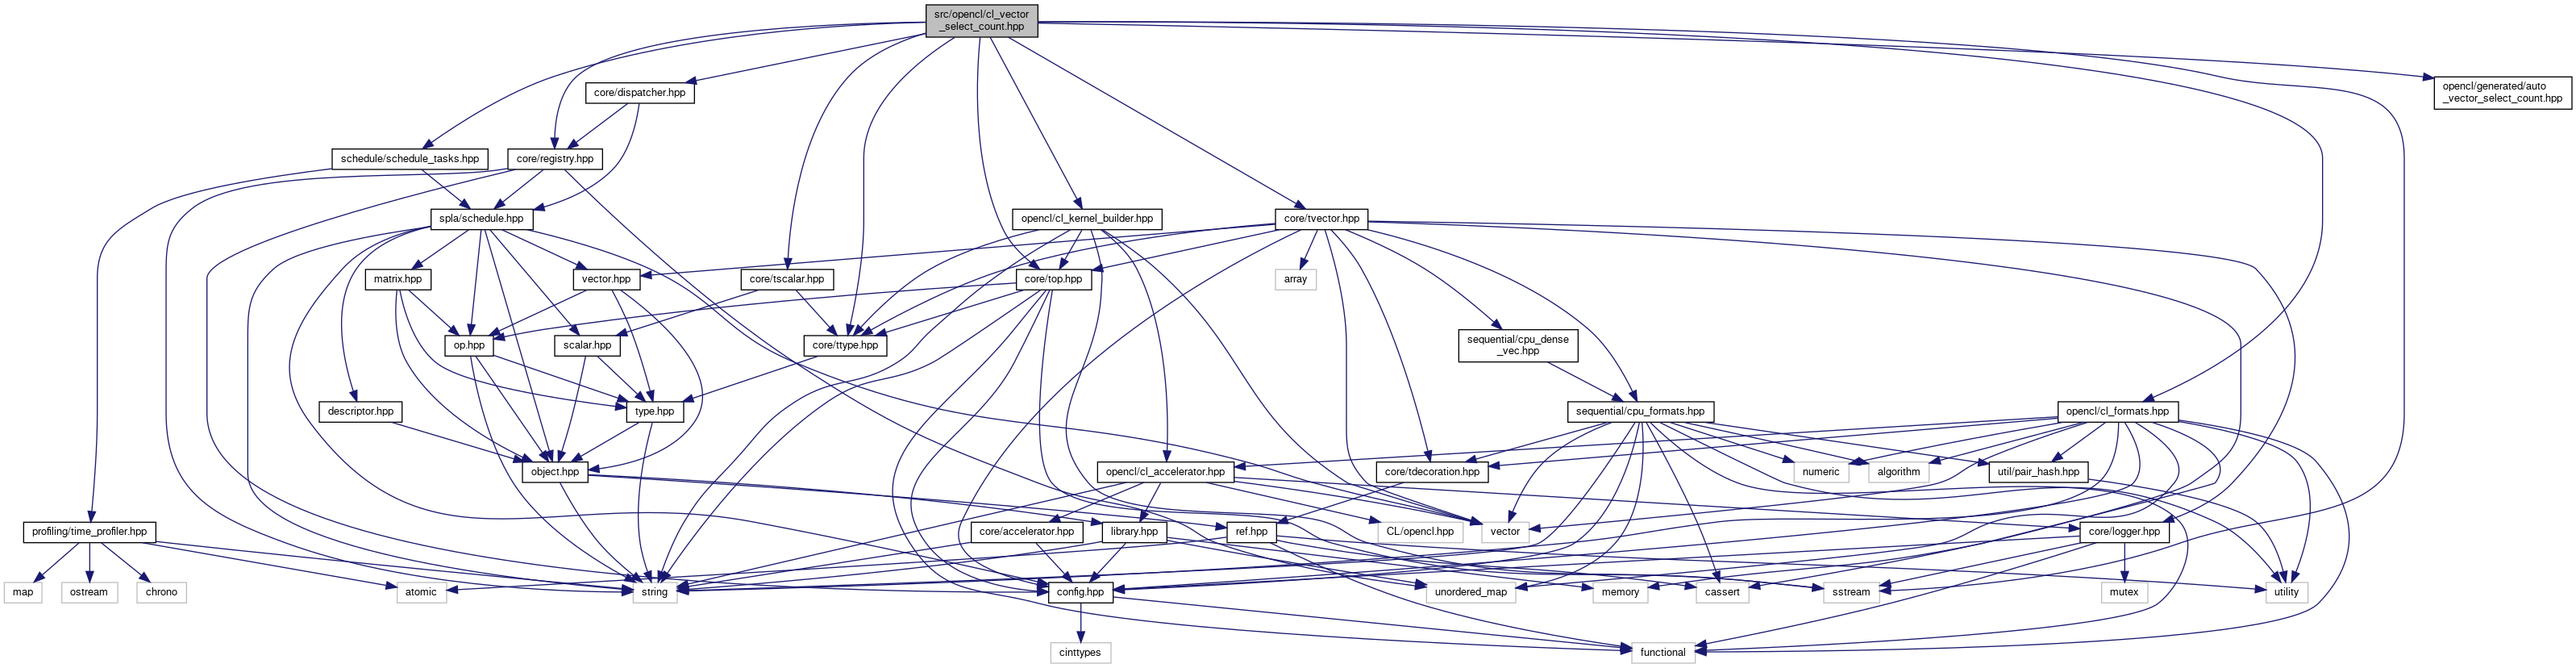 src/opencl/cl_vector
_select_count.hpp
core/dispatcher.hpp
opencl/generated/auto
_vector_select_count.hpp
schedule/schedule_tasks.hpp
core/registry.hpp
spla/schedule.hpp
opencl/cl_kernel_builder.hpp
core/tvector.hpp
matrix.hpp
vector.hpp
core/tscalar.hpp
core/top.hpp
array
op.hpp
scalar.hpp
core/ttype.hpp
sequential/cpu_dense
_vec.hpp
descriptor.hpp
type.hpp
sequential/cpu_formats.hpp
opencl/cl_formats.hpp
object.hpp
opencl/cl_accelerator.hpp
core/tdecoration.hpp
numeric
algorithm
util/pair_hash.hpp
profiling/time_profiler.hpp
core/accelerator.hpp
library.hpp
ref.hpp
CL/opencl.hpp
vector
core/logger.hpp
map
ostream
chrono
atomic
string
config.hpp
unordered_map
memory
cassert
sstream
mutex
utility
cinttypes
functional